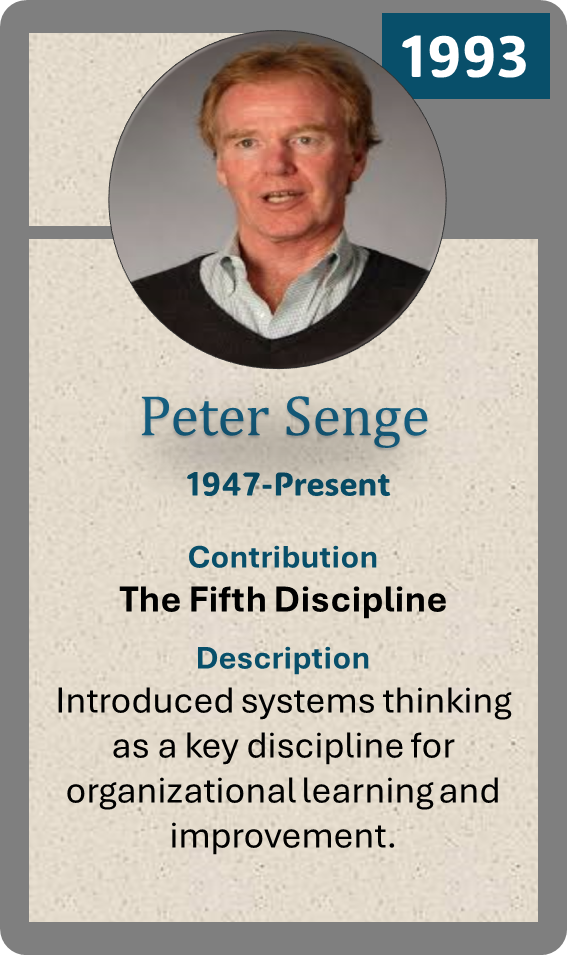 1993
Peter Senge
1947-Present
Contribution
The Fifth Discipline
Description
Introduced systems thinking
as a key discipline for
organizational learning and
improvement.